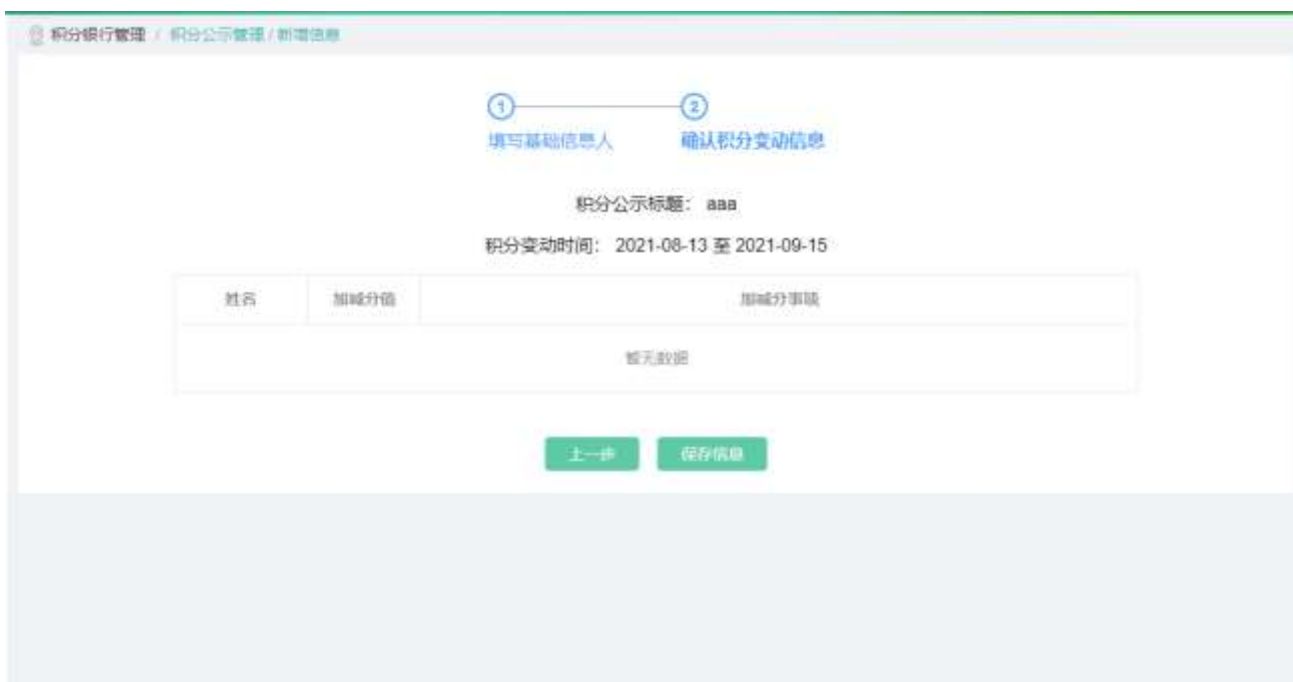 积分银行管理 / 积分公示管理 / 新增信息
1 2
填写基础信息人 确认积分变动信息
积分公示标题： aaa
积分变动时间： 2021-08-13 至 2021-09-15
姓名 加减分值 加减分事项
暂无数据
上一步 保存信息